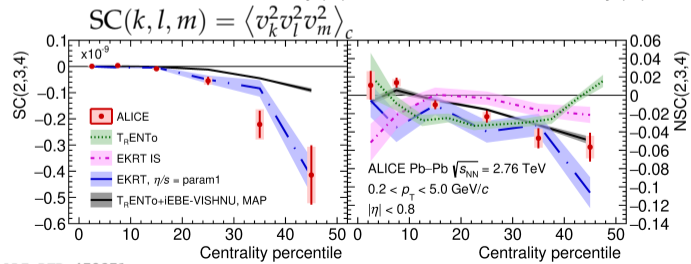 SC(k, l, m) = ⟨v_k^2 v_l^2 v_m^2⟩_c
0.1
×10^-9
0
−0.1
−0.2
−0.3
−0.4
−0.5
−0.6
SC(2,3,4)
ALICE
TRENTo
EKRT IS
EKRT, η/s = param1
TRENTo+iEBE-VISHNU, MAP
0 10 20 30 40 50
Centrality percentile
ALICE Pb–Pb √sNN = 2.76 TeV
0.2 < pT < 5.0 GeV/c
|η| < 0.8
0 10 20 30 40 50
Centrality percentile
0.06
0.04
0.02
0
−0.02
−0.04
−0.06
−0.08
−0.1
−0.12
−0.14
NSC(2,3,4)